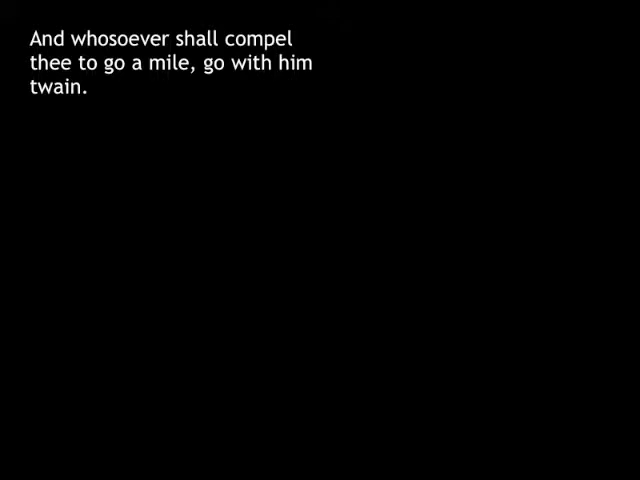 And whosoever shall compel
thee to go a mile, go with him
twain.